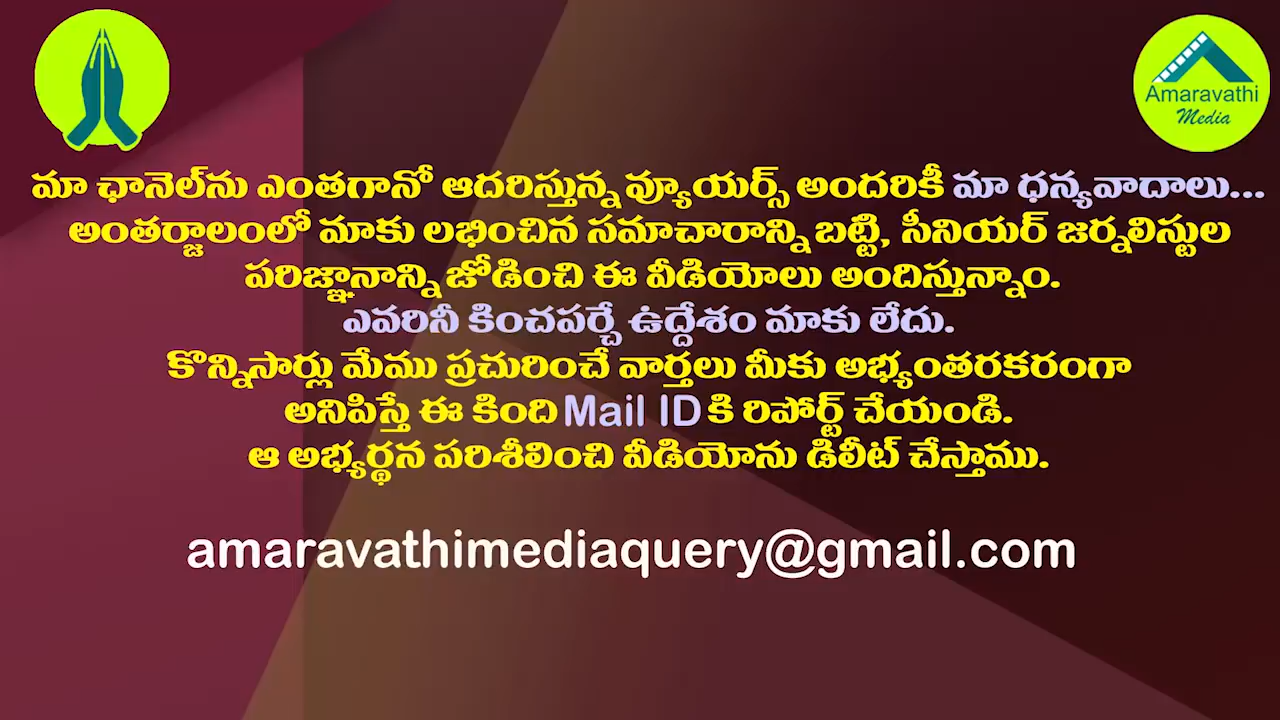 Amaravathi
Media
మా ఛానెల్‌ను ఎంతగానో ఆదరిస్తున్న వ్యూయర్స్ అందరికీ మా ధన్యవాదాలు...
అంతర్జాలంలో మాకు లభించిన సమాచారాన్ని బట్టి, సీనియర్ జర్నలిస్టుల
పరిజ్ఞానాన్ని జోడించి ఈ వీడియోలు అందిస్తున్నాం.
ఎవరినీ కించపర్చే ఉద్దేశం మాకు లేదు.
కొన్నిసార్లు మేము ప్రచురించే వార్తలు మీకు అభ్యంతరకరంగా
అనిపిస్తే ఈ కింది Mail ID కి రిపోర్ట్ చేయండి.
ఆ అభ్యర్థన పరిశీలించి వీడియోను డిలీట్ చేస్తాము.
amaravathimediaquery@gmail.com